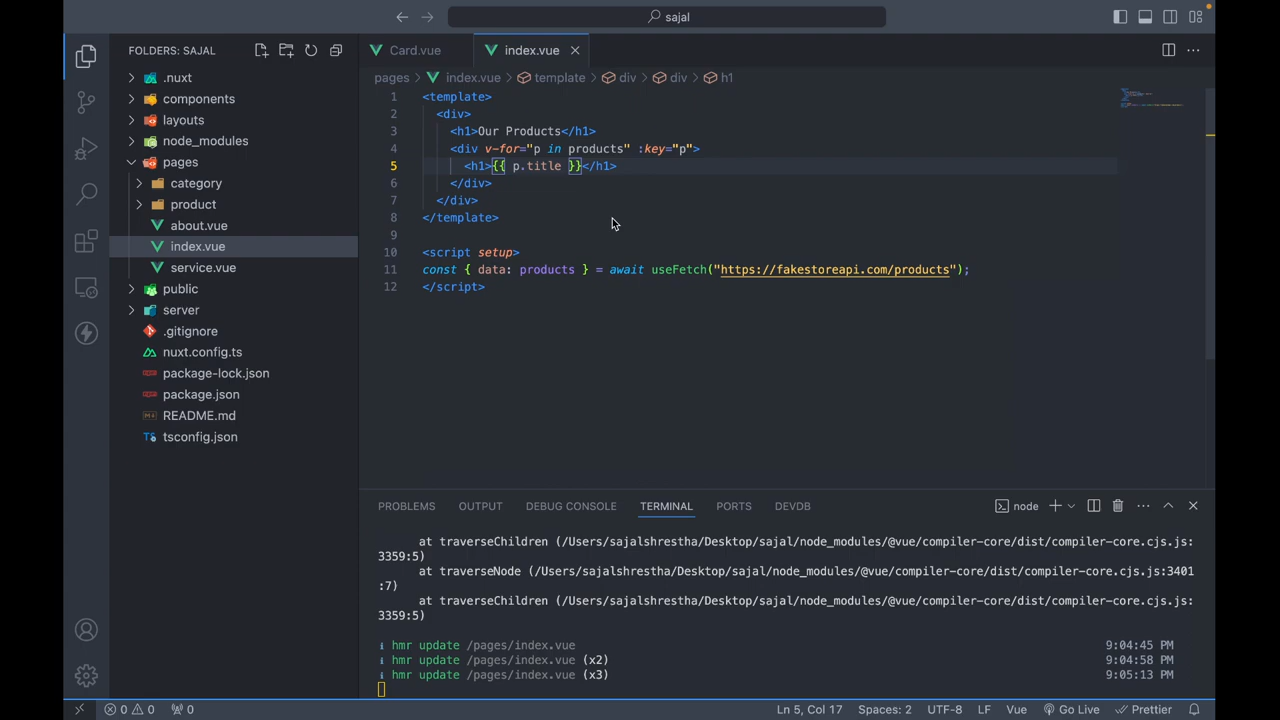 sajal
FOLDERS: SAJAL
.nuxt
components
layouts
node_modules
pages
category
product
about.vue
index.vue
service.vue
public
server
.gitignore
nuxt.config.ts
package-lock.json
package.json
README.md
tsconfig.json
Card.vue
index.vue
pages > index.vue > template > div > div > h1
1 <template>
2 <div>
3 <h1>Our Products</h1>
4 <div v-for="p in products" :key="p">
5 <h1>{{ p.title }}</h1>
6 </div>
7 </div>
8 </template>
9
10 <script setup>
11 const { data: products } = await useFetch("https://fakestoreapi.com/products");
12 </script>
PROBLEMS OUTPUT DEBUG CONSOLE TERMINAL PORTS DEVDB
node
at traverseChildren (/Users/sajalshrestha/Desktop/sajal/node_modules/@vue/compiler-core/dist/compiler-core.cjs.js:
3359:5)
at traverseNode (/Users/sajalshrestha/Desktop/sajal/node_modules/@vue/compiler-core/dist/compiler-core.cjs.js:3401
:7)
at traverseChildren (/Users/sajalshrestha/Desktop/sajal/node_modules/@vue/compiler-core/dist/compiler-core.cjs.js:
3359:5)
ℹ hmr update /pages/index.vue 9:04:45 PM
ℹ hmr update /pages/index.vue (x2) 9:04:58 PM
ℹ hmr update /pages/index.vue (x3) 9:05:13 PM
0 0 0 Ln 5, Col 17 Spaces: 2 UTF-8 LF Vue Go Live Prettier